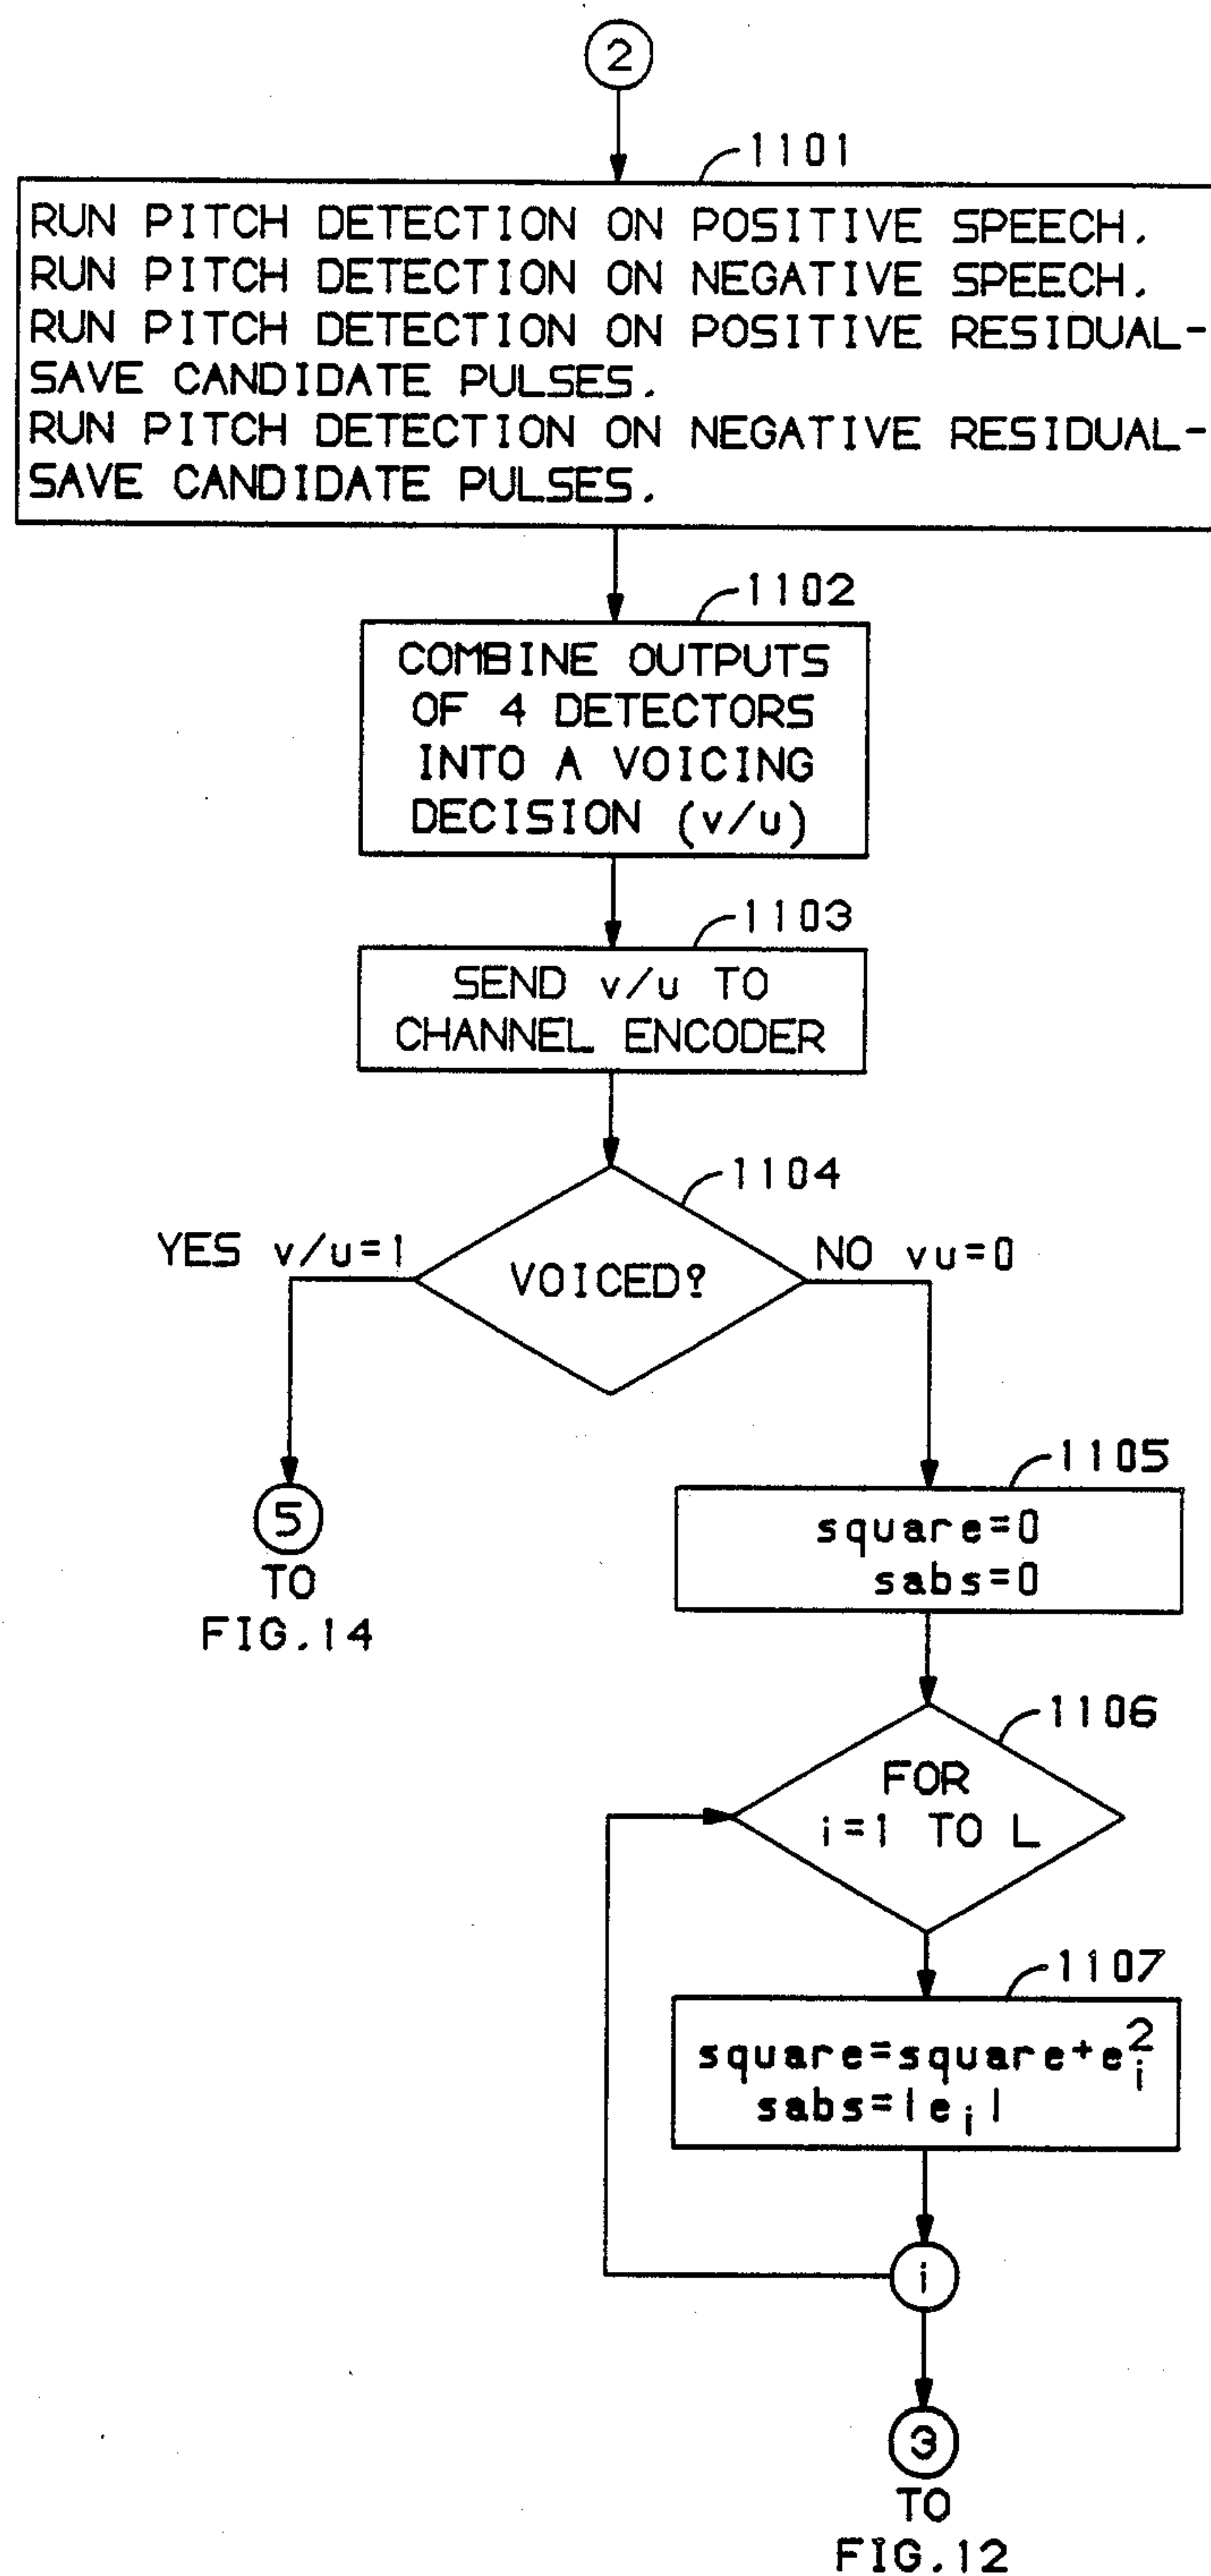 2
1101
RUN PITCH DETECTION ON POSITIVE SPEECH.
RUN PITCH DETECTION ON NEGATIVE SPEECH.
RUN PITCH DETECTION ON POSITIVE RESIDUAL-
SAVE CANDIDATE PULSES.
RUN PITCH DETECTION ON NEGATIVE RESIDUAL-
SAVE CANDIDATE PULSES.
1102
COMBINE OUTPUTS
OF 4 DETECTORS
INTO A VOICING
DECISION (v/u)
1103
SEND v/u TO
CHANNEL ENCODER
1104
YES v/u=1
VOICED?
NO vu=0
5
TO
FIG.14
1105
square=0
sabs=0
1106
FOR
i=1 TO L
1107
square=square+e_i^2
sabs=|e_i|
i
3
TO
FIG.12